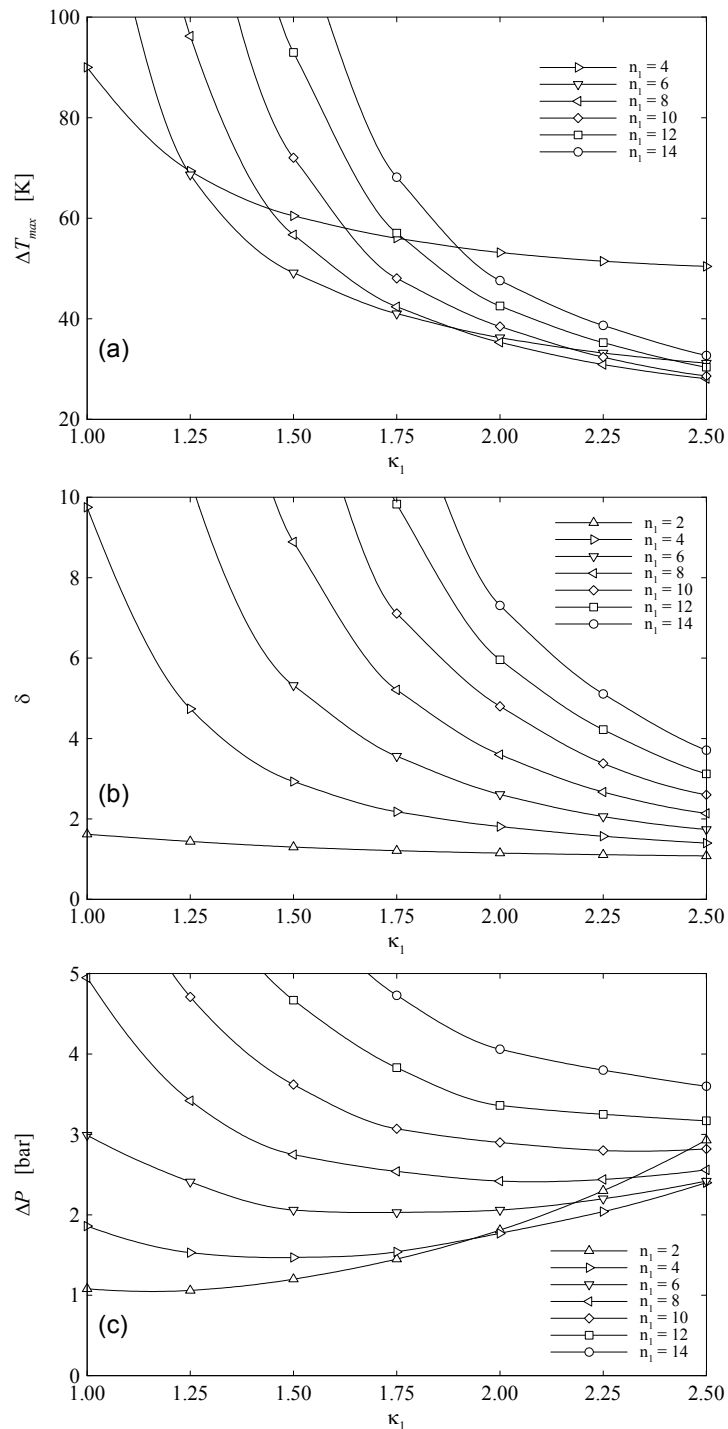 100
80
60
40
20
ΔT_max [K]
n₁ = 4
n₁ = 6
n₁ = 8
n₁ = 10
n₁ = 12
n₁ = 14
(a)
1.00 1.25 1.50 1.75 2.00 2.25 2.50
κ₁
10
8
6
4
2
0
δ
n₁ = 2
n₁ = 4
n₁ = 6
n₁ = 8
n₁ = 10
n₁ = 12
n₁ = 14
(b)
1.00 1.25 1.50 1.75 2.00 2.25 2.50
κ₁
5
4
3
2
1
0
ΔP [bar]
n₁ = 2
n₁ = 4
n₁ = 6
n₁ = 8
n₁ = 10
n₁ = 12
n₁ = 14
(c)
1.00 1.25 1.50 1.75 2.00 2.25 2.50
κ₁